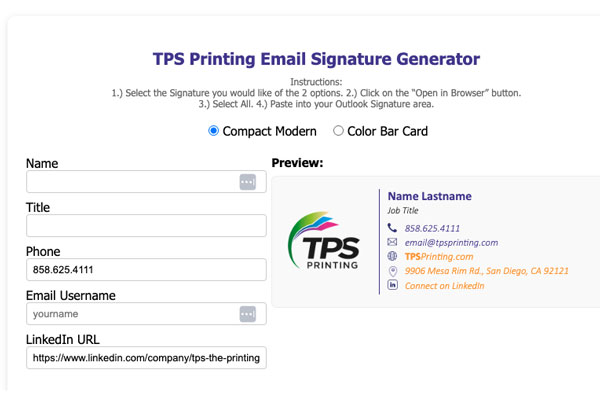 TPS Printing Email Signature Generator
Instructions:
1.) Select the Signature you would like of the 2 options. 2.) Click on the “Open in Browser” button.
3.) Select All. 4.) Paste into your Outlook Signature area.
Compact Modern Color Bar Card
Name
Title
Phone
858.625.4111
Email Username
yourname
LinkedIn URL
https://www.linkedin.com/company/tps-the-printing
Preview:
TPS
PRINTING
Name Lastname
Job Title
858.625.4111
email@tpsprinting.com
TPSPrinting.com
9906 Mesa Rim Rd., San Diego, CA 92121
in Connect on LinkedIn